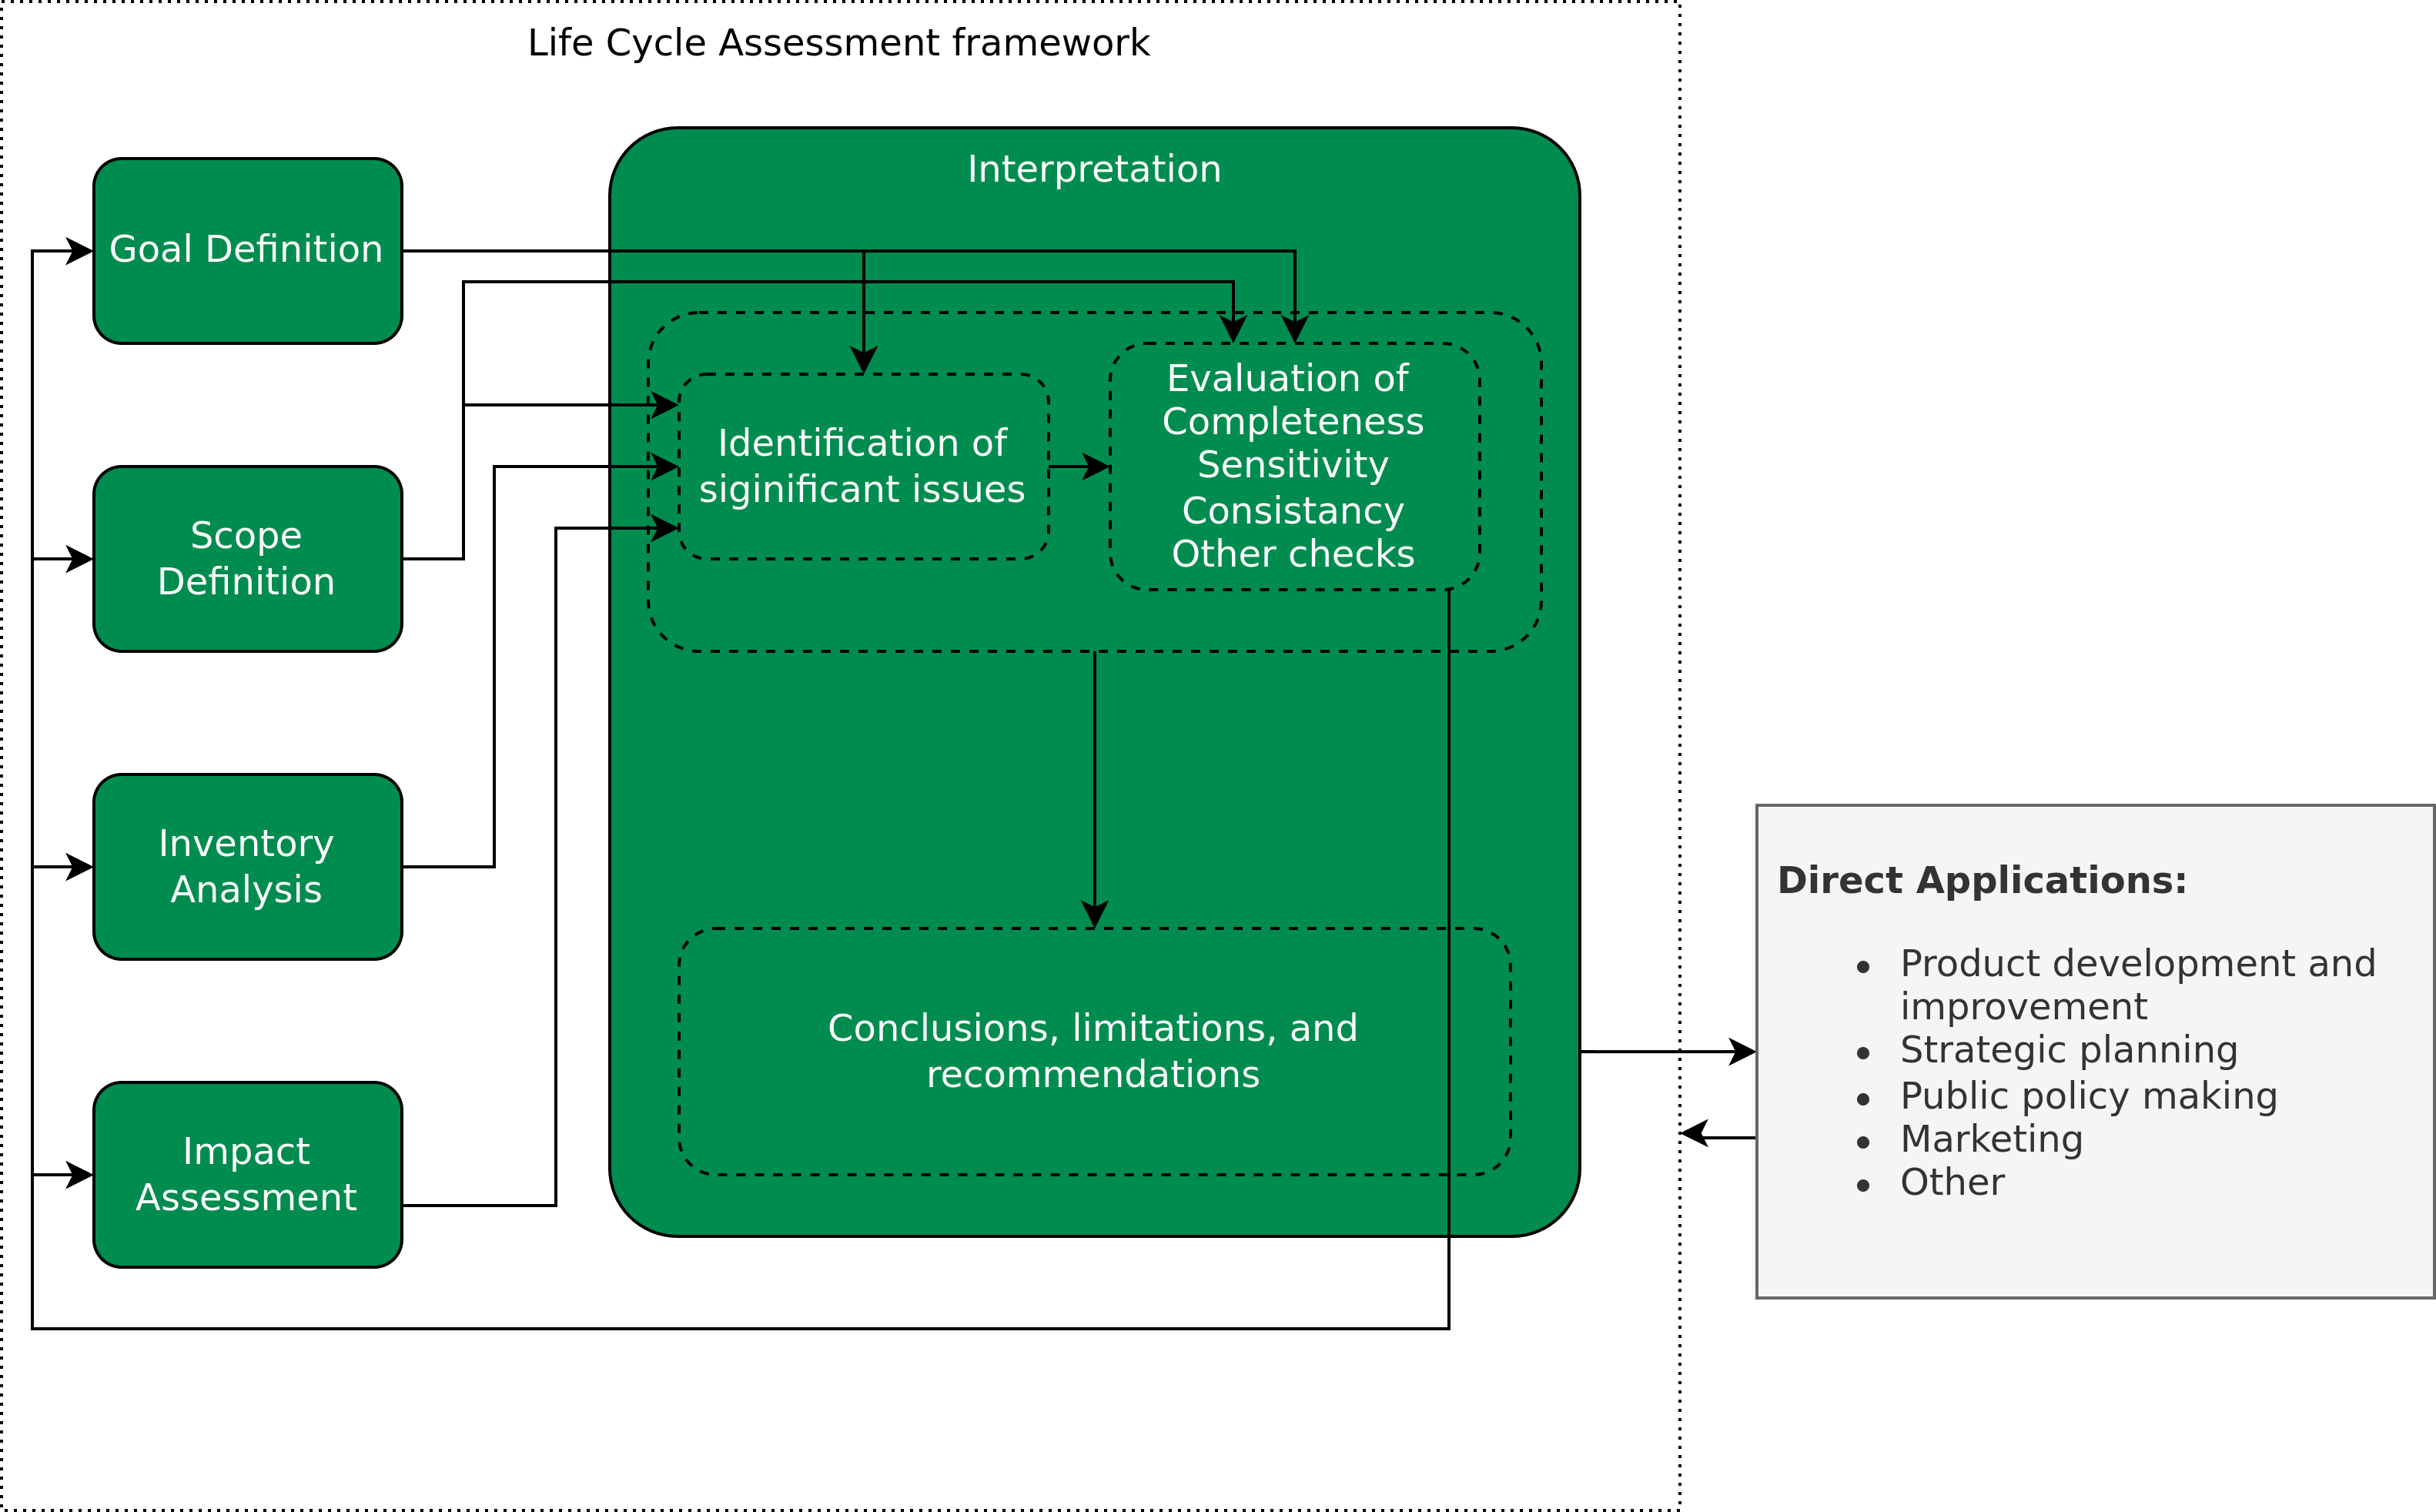 Life Cycle Assessment framework
Goal Definition
Scope
Definition
Inventory
Analysis
Impact
Assessment
Interpretation
Identification of
siginificant issues
Evaluation of
Completeness
Sensitivity
Consistancy
Other checks
Conclusions, limitations, and
recommendations
Direct Applications:
• Product development and
improvement
• Strategic planning
• Public policy making
• Marketing
• Other